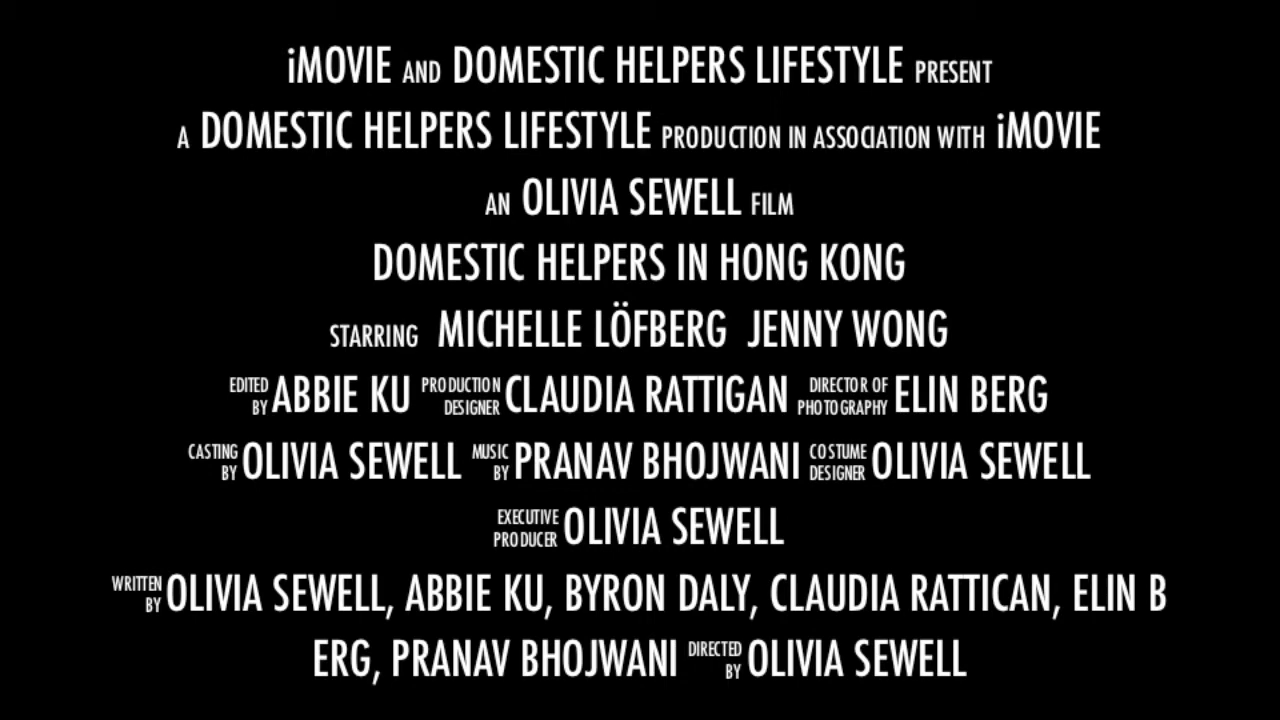 iMOVIE AND DOMESTIC HELPERS LIFESTYLE PRESENT
A DOMESTIC HELPERS LIFESTYLE PRODUCTION IN ASSOCIATION WITH iMOVIE
AN OLIVIA SEWELL FILM
DOMESTIC HELPERS IN HONG KONG
STARRING MICHELLE LÖFBERG JENNY WONG
EDITED BY ABBIE KU PRODUCTION DESIGNER CLAUDIA RATTIGAN DIRECTOR OF PHOTOGRAPHY ELIN BERG
CASTING BY OLIVIA SEWELL MUSIC BY PRANAV BHOJWANI COSTUME DESIGNER OLIVIA SEWELL
EXECUTIVE PRODUCER OLIVIA SEWELL
WRITTEN BY OLIVIA SEWELL, ABBIE KU, BYRON DALY, CLAUDIA RATTICAN, ELIN B
ERG, PRANAV BHOJWANI DIRECTED BY OLIVIA SEWELL